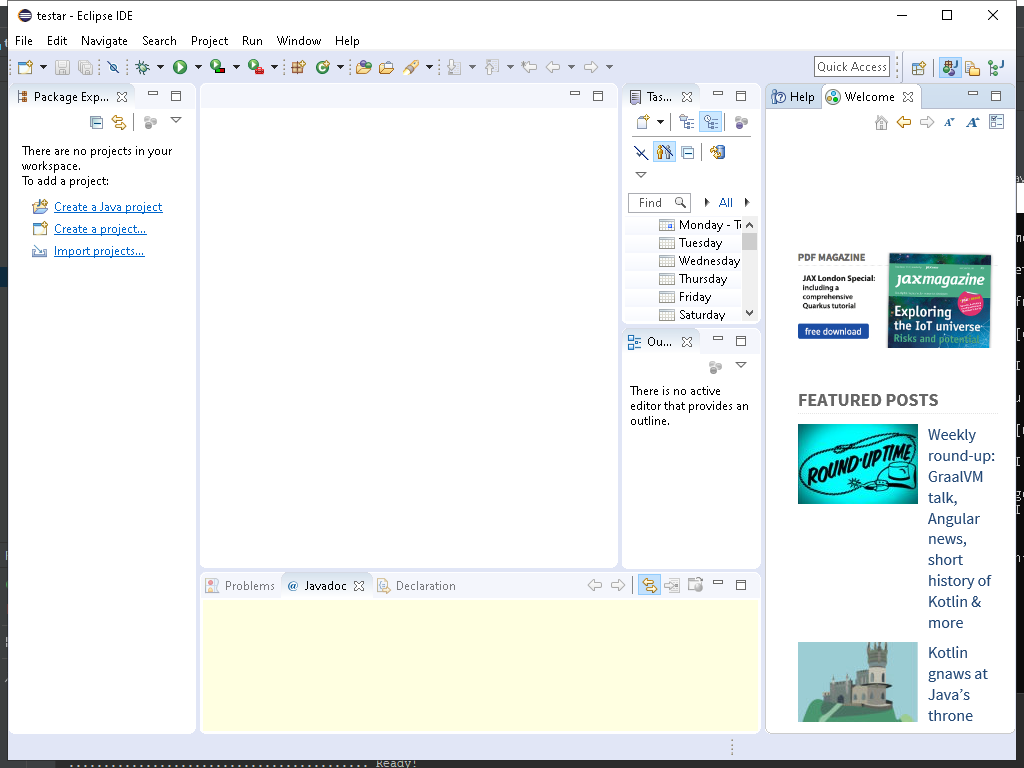 testar - Eclipse IDE
File Edit Navigate Search Project Run Window Help
Quick Access
Package Exp...
There are no projects in your
workspace.
To add a project:
Create a Java project
Create a project...
Import projects...
Tas...
Find
All
Monday - T
Tuesday
Wednesday
Thursday
Friday
Saturday
Ou...
There is no active
editor that provides an
outline.
Problems @ Javadoc Declaration
Help Welcome
PDF MAGAZINE
JAX London Special:
including a
comprehensive
Quarkus tutorial
free download
jaxmagazine
Exploring
the IoT universe
Risks and potential
FEATURED POSTS
ROUND-UP TIME
Weekly
round-up:
GraalVM
talk,
Angular
news,
short
history of
Kotlin &
more
Kotlin
gnaws at
Java's
throne
Ready!